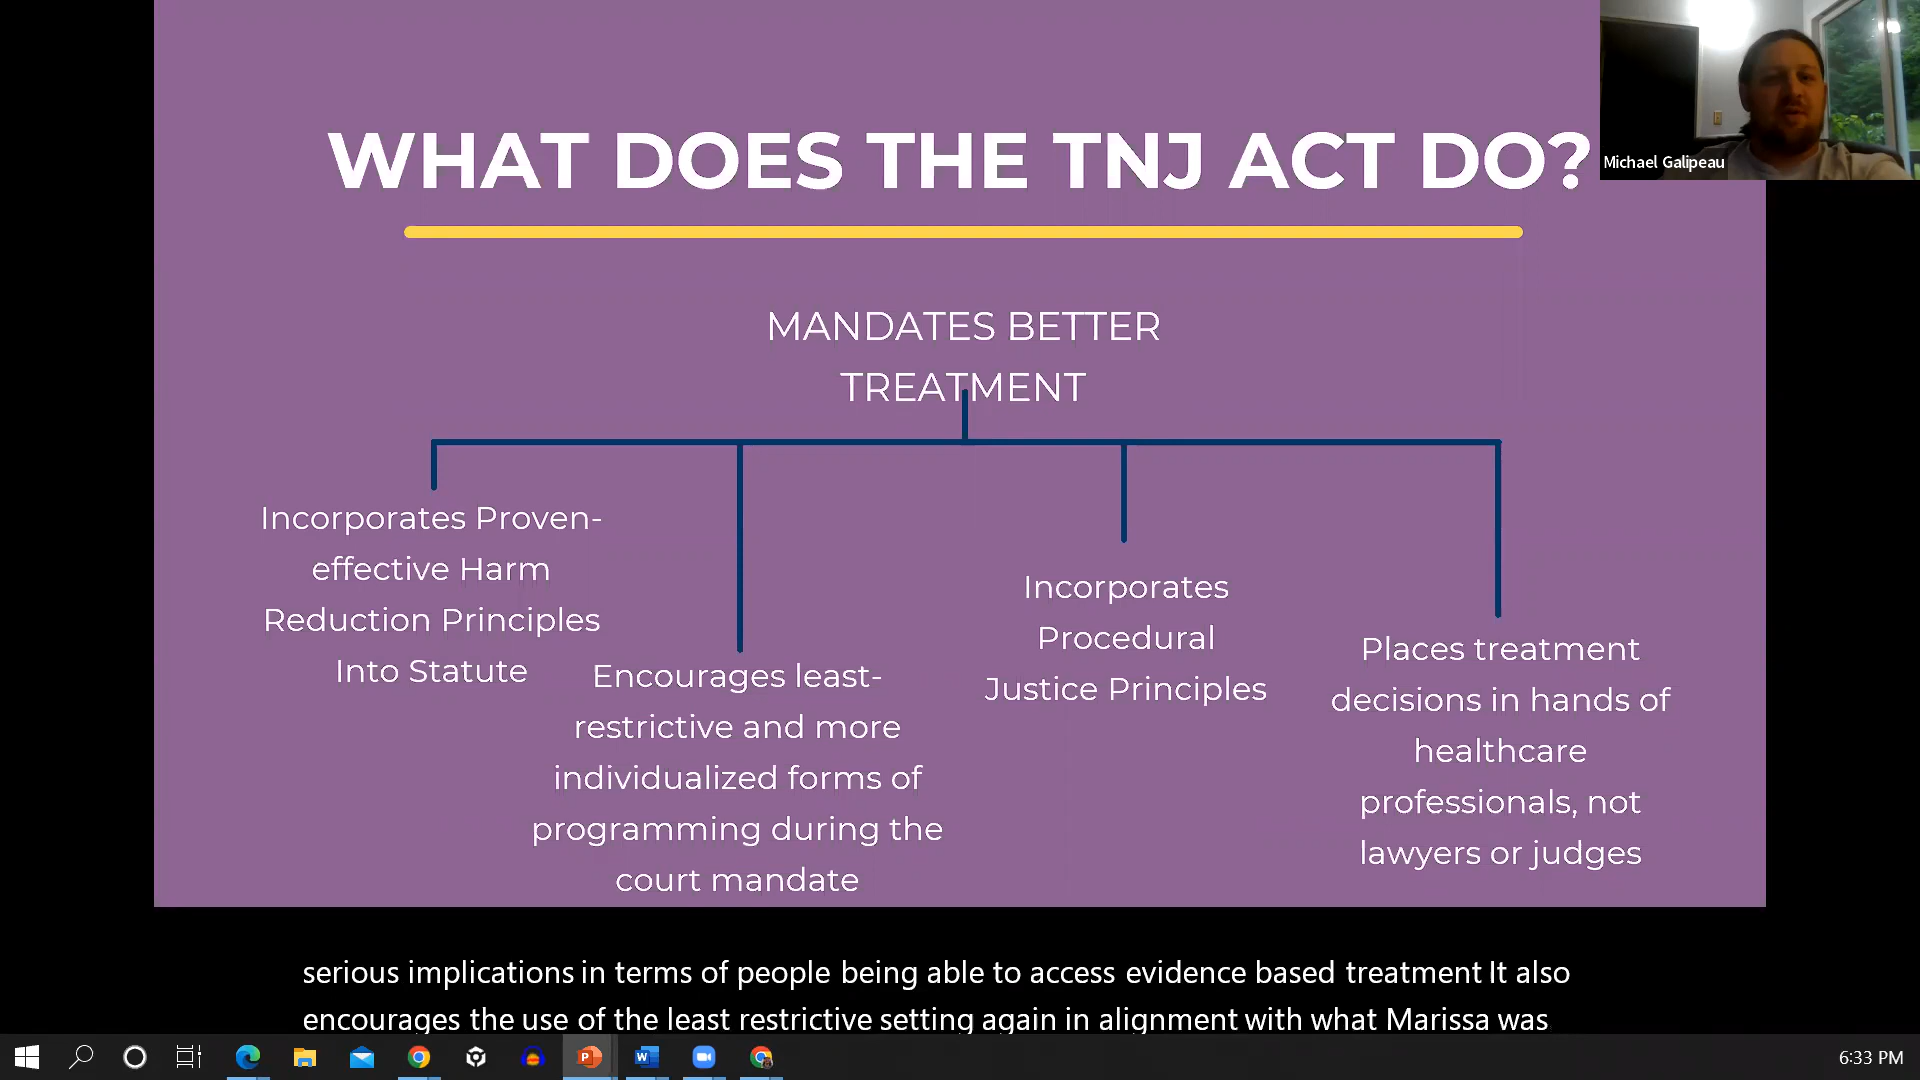 WHAT DOES THE TNJ ACT DO?
Michael Galipeau
MANDATES BETTER
TREATMENT
Incorporates Proven-
effective Harm
Reduction Principles
Into Statute
Encourages least-
restrictive and more
individualized forms of
programming during the
court mandate
Incorporates
Procedural
Justice Principles
Places treatment
decisions in hands of
healthcare
professionals, not
lawyers or judges
serious implications in terms of people being able to access evidence based treatment It also
encourages the use of the least restrictive setting again in alignment with what Marissa was
6:33 PM